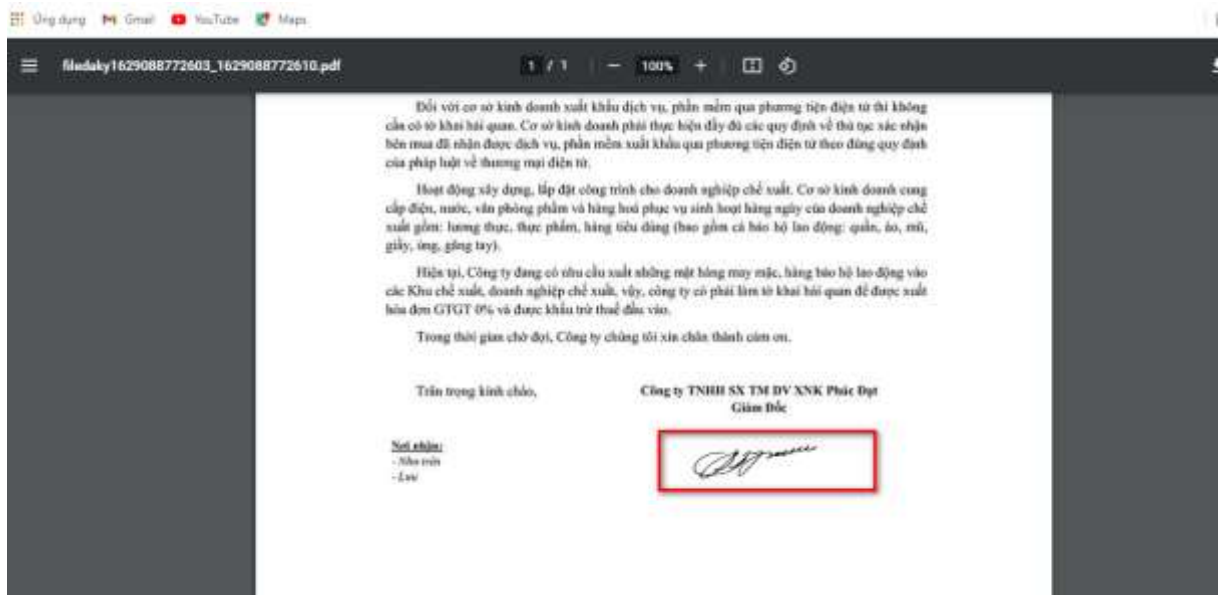 Ứng dụng Gmail YouTube Maps
filedaky1629088772603_1629088772610.pdf 1 / 1 100%
Đối với cơ sở kinh doanh xuất khẩu dịch vụ, phần mềm qua phương tiện điện tử thì không
cần có tờ khai hải quan. Cơ sở kinh doanh phải thực hiện đầy đủ các quy định về thủ tục xác nhận
bên mua đã nhận được dịch vụ, phần mềm xuất khẩu qua phương tiện điện tử theo đúng quy định
của pháp luật về thương mại điện tử.
Hoạt động xây dựng, lắp đặt công trình cho doanh nghiệp chế xuất. Cơ sở kinh doanh cung
cấp điện, nước, văn phòng phẩm và hàng hoá phục vụ sinh hoạt hàng ngày của doanh nghiệp chế
xuất gồm: lương thực, thực phẩm, hàng tiêu dùng (bao gồm cả bảo hộ lao động: quần, áo, mũ,
giầy, ủng, găng tay).
Hiện tại, Công ty đang có nhu cầu xuất những mặt hàng may mặc, hàng bảo hộ lao động vào
các Khu chế xuất, doanh nghiệp chế xuất, vậy, công ty có phải làm tờ khai hải quan để được xuất
hóa đơn GTGT 0% và được khấu trừ thuế đầu vào.
Trong thời gian chờ đợi, Công ty chúng tôi xin chân thành cảm ơn.
Trân trọng kính chào,
Công ty TNHH SX TM DV XNK Phúc Đạt
Giám Đốc
Nơi nhận:
- Như trên
- Lưu